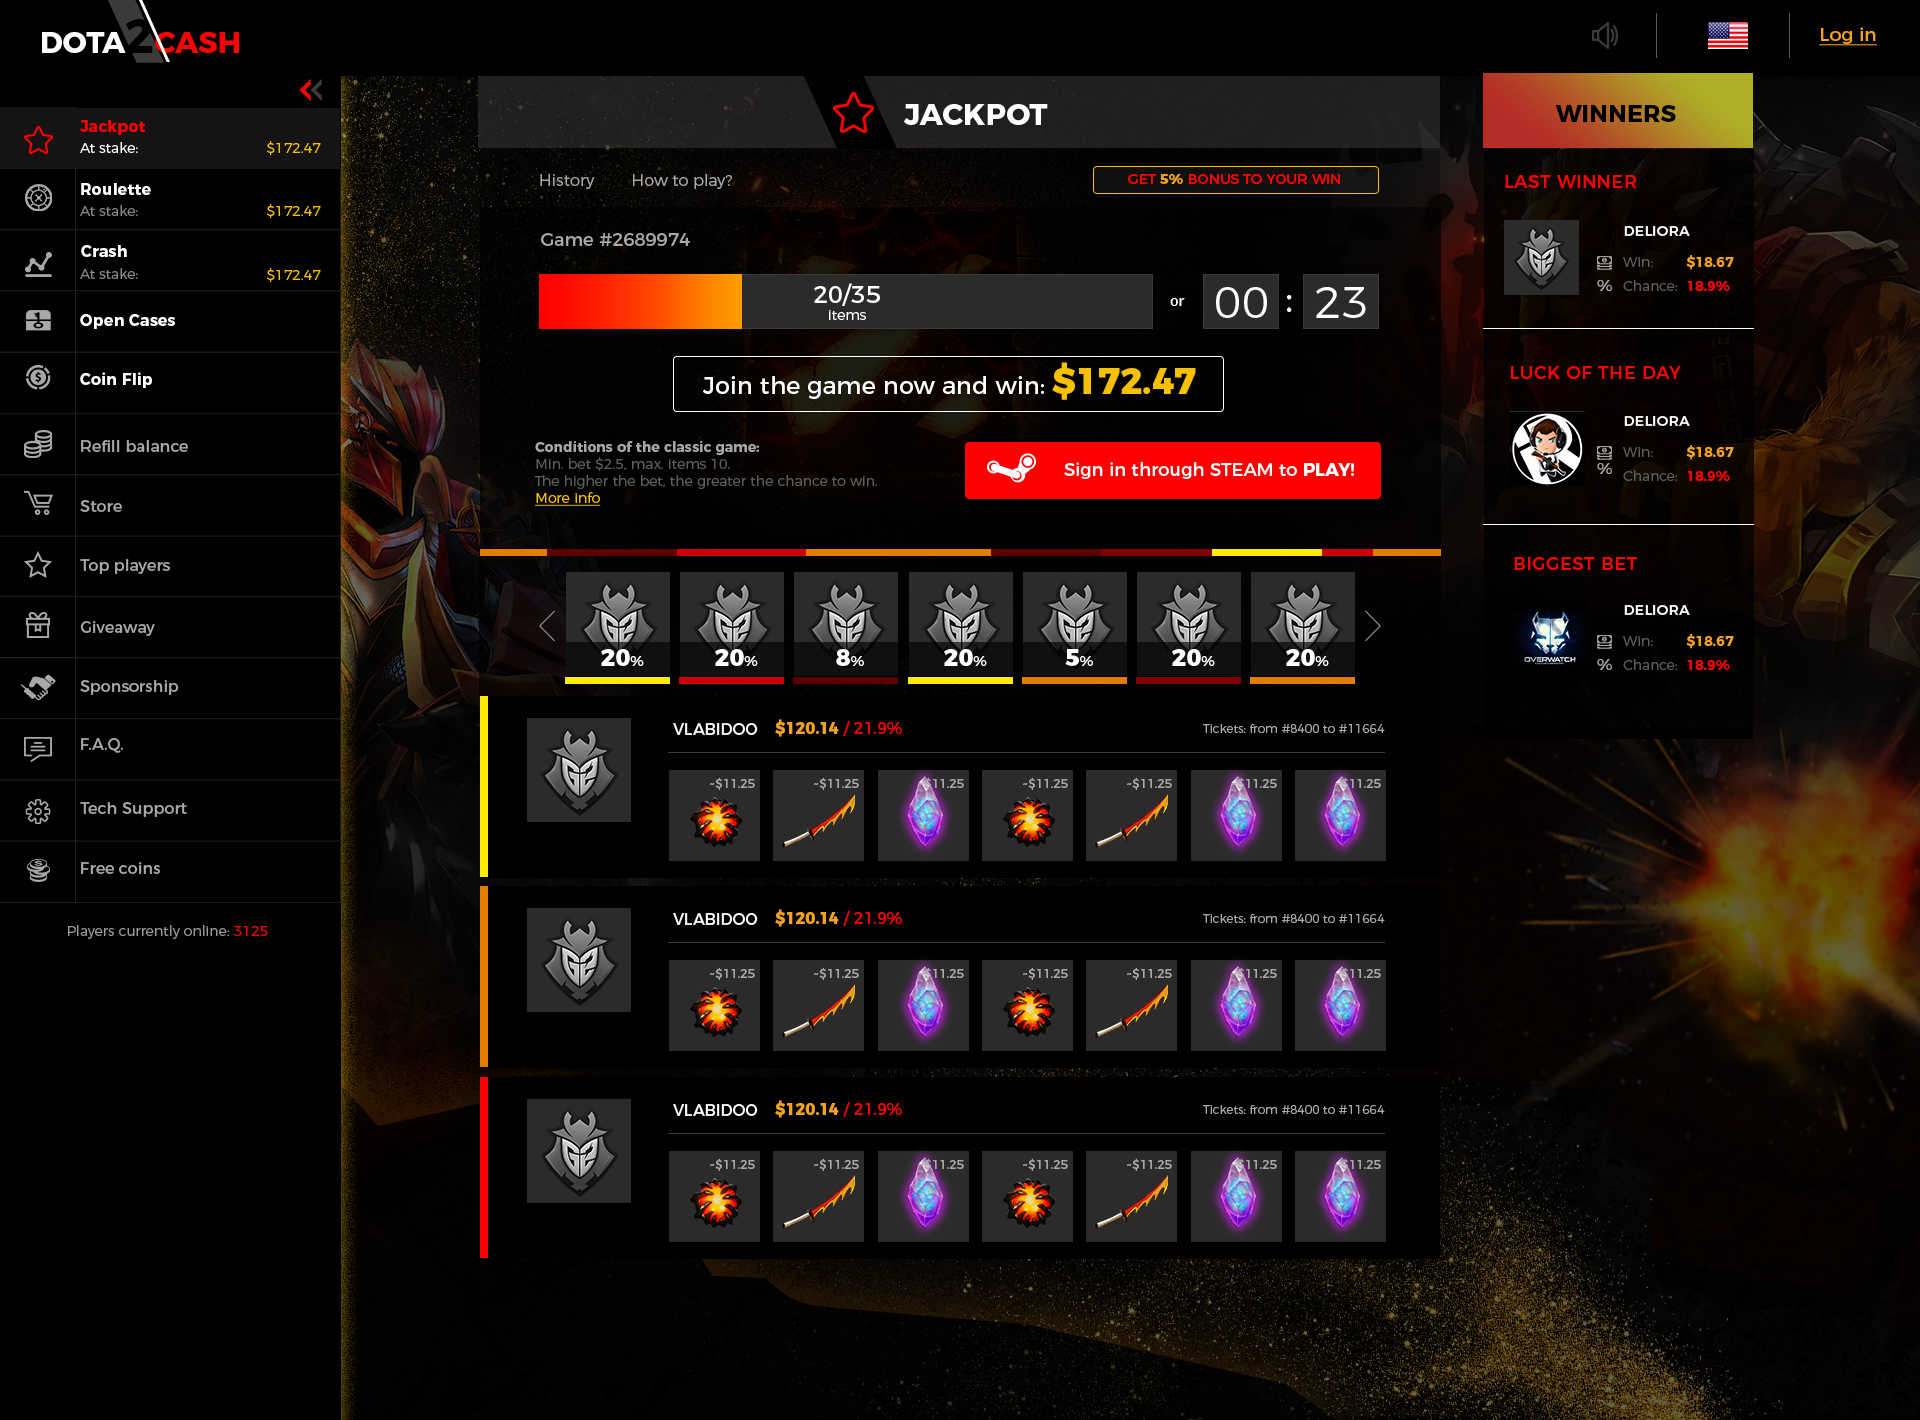 DOTA2CASH
Log in
Jackpot
At stake: $172.47
Roulette
At stake: $172.47
Crash
At stake: $172.47
Open Cases
Coin Flip
Refill balance
Store
Top players
Giveaway
Sponsorship
F.A.Q.
Tech Support
Free coins
Players currently online: 3125
JACKPOT
History How to play?
GET 5% BONUS TO YOUR WIN
Game #2689974
20/35
items
or
00 : 23
Join the game now and win: $172.47
Conditions of the classic game:
Min. bet $2.5, max. items 10.
The higher the bet, the greater the chance to win.
More info
Sign in through STEAM to PLAY!
20% 20% 8% 20% 5% 20% 20%
VLABIDOO $120.14 / 21.9% Tickets: from #8400 to #11664
~$11.25 ~$11.25 $11.25 ~$11.25 ~$11.25 $11.25 $11.25
VLABIDOO $120.14 / 21.9% Tickets: from #8400 to #11664
~$11.25 ~$11.25 $11.25 ~$11.25 ~$11.25 $11.25 $11.25
VLABIDOO $120.14 / 21.9% Tickets: from #8400 to #11664
~$11.25 ~$11.25 $11.25 ~$11.25 ~$11.25 $11.25 $11.25
WINNERS
LAST WINNER
DELIORA
Win: $18.67
% Chance: 18.9%
LUCK OF THE DAY
DELIORA
Win: $18.67
% Chance: 18.9%
BIGGEST BET
OVERWATCH
DELIORA
Win: $18.67
% Chance: 18.9%